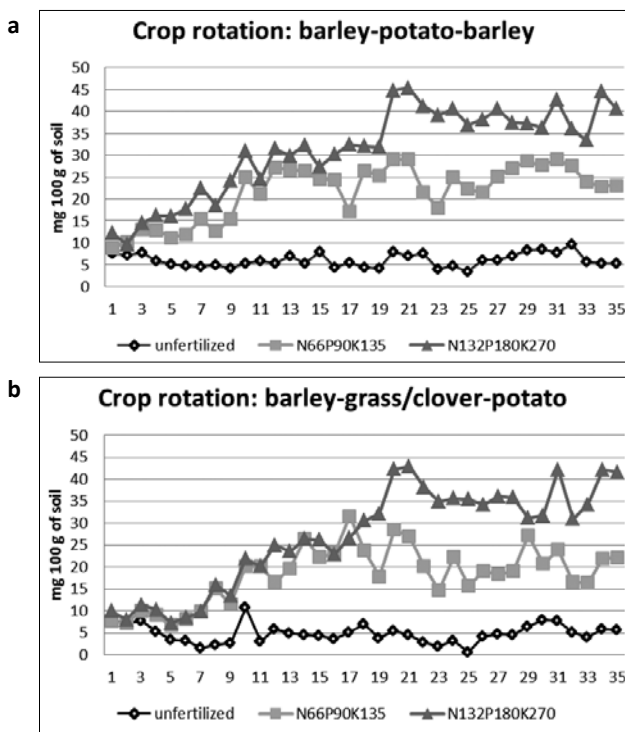 a
Crop rotation: barley-potato-barley
50
45
40
35
30
25
20
15
10
5
0
mg 100 g of soil
1 3 5 7 9 11 13 15 17 19 21 23 25 27 29 31 33 35
unfertilized N66P90K135 N132P180K270
b
Crop rotation: barley-grass/clover-potato
50
45
40
35
30
25
20
15
10
5
0
mg 100 g of soil
1 3 5 7 9 11 13 15 17 19 21 23 25 27 29 31 33 35
unfertilized N66P90K135 N132P180K270